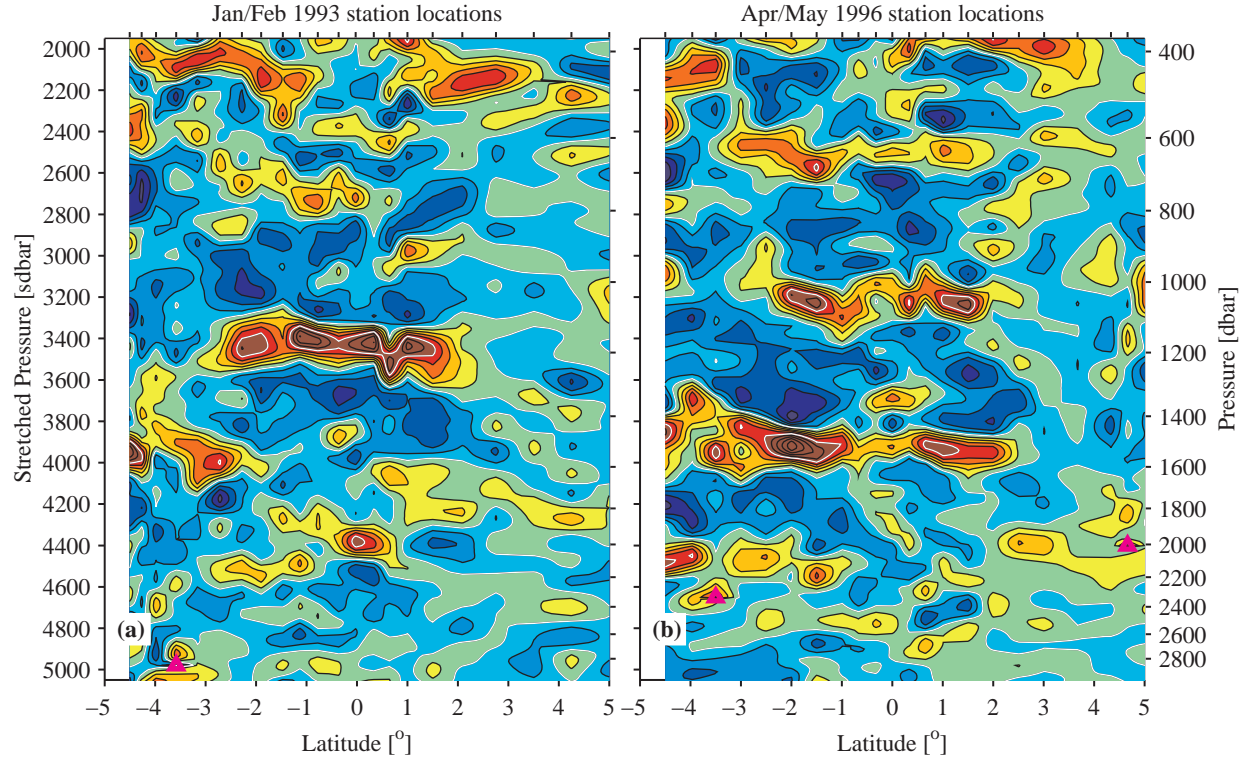 Jan/Feb 1993 station locations
Apr/May 1996 station locations
Stretched Pressure [sdbar]
2000
2200
2400
2600
2800
3000
3200
3400
3600
3800
4000
4200
4400
4600
4800
5000
(a)
−5 −4 −3 −2 −1 0 1 2 3 4 5
Latitude [o]
(b)
−5 −4 −3 −2 −1 0 1 2 3 4 5
Latitude [o]
400
600
800
1000
1200
1400
1600
1800
2000
2200
2400
2600
2800
Pressure [dbar]